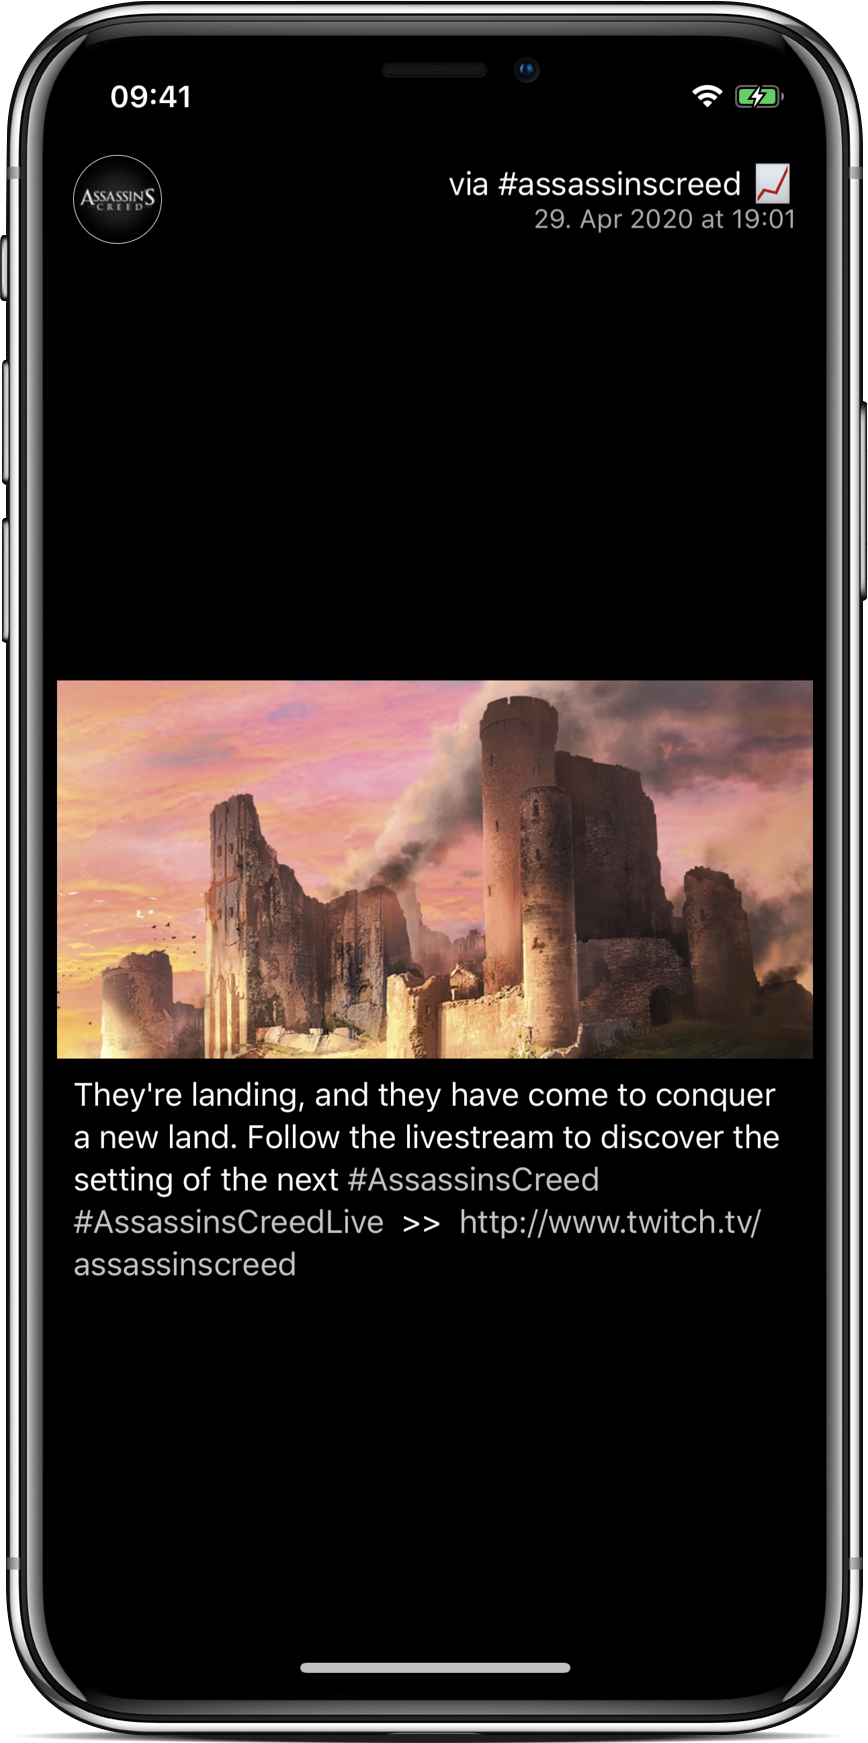 09:41
ASSASSIN'S
CREED
via #assassinscreed 📈
29. Apr 2020 at 19:01
They're landing, and they have come to conquer
a new land. Follow the livestream to discover the
setting of the next #AssassinsCreed
#AssassinsCreedLive >> http://www.twitch.tv/
assassinscreed